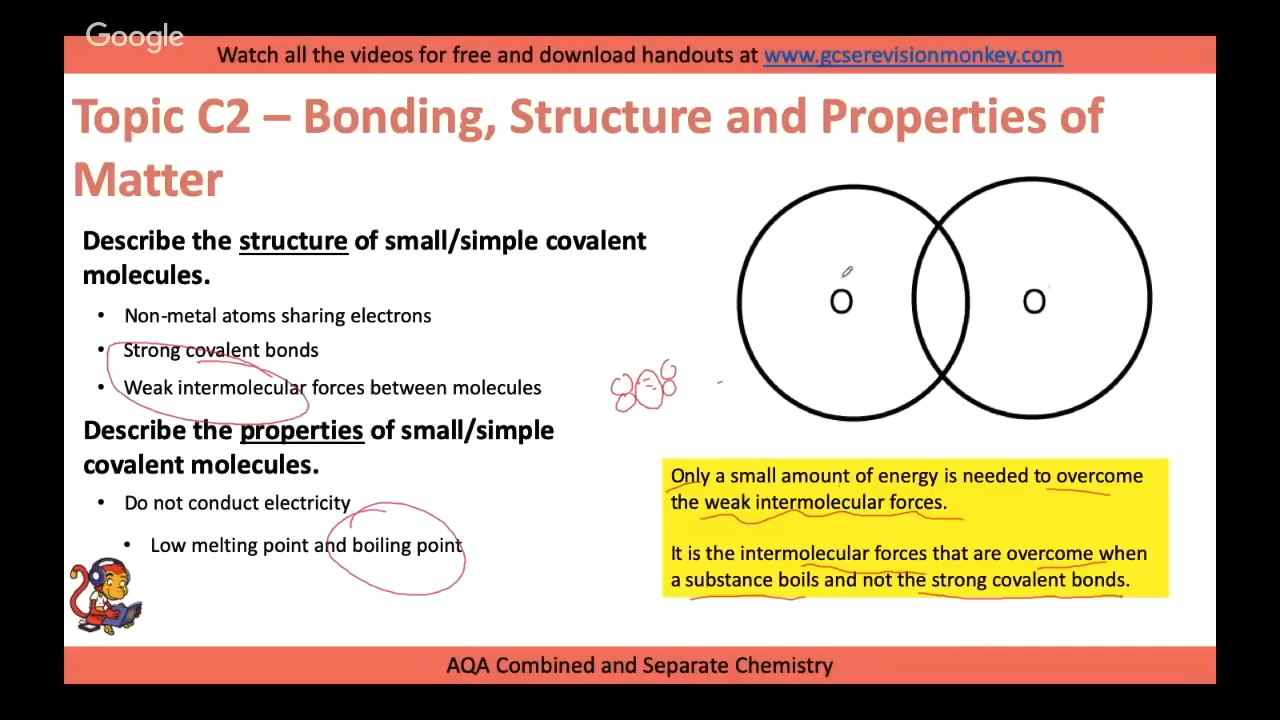 Google
Watch all the videos for free and download handouts at www.gcserevisionmonkey.com
Topic C2 – Bonding, Structure and Properties of
Matter
Describe the structure of small/simple covalent
molecules.
• Non-metal atoms sharing electrons
• Strong covalent bonds
• Weak intermolecular forces between molecules
Describe the properties of small/simple
covalent molecules.
• Do not conduct electricity
• Low melting point and boiling point
O O
Only a small amount of energy is needed to overcome
the weak intermolecular forces.
It is the intermolecular forces that are overcome when
a substance boils and not the strong covalent bonds.
AQA Combined and Separate Chemistry